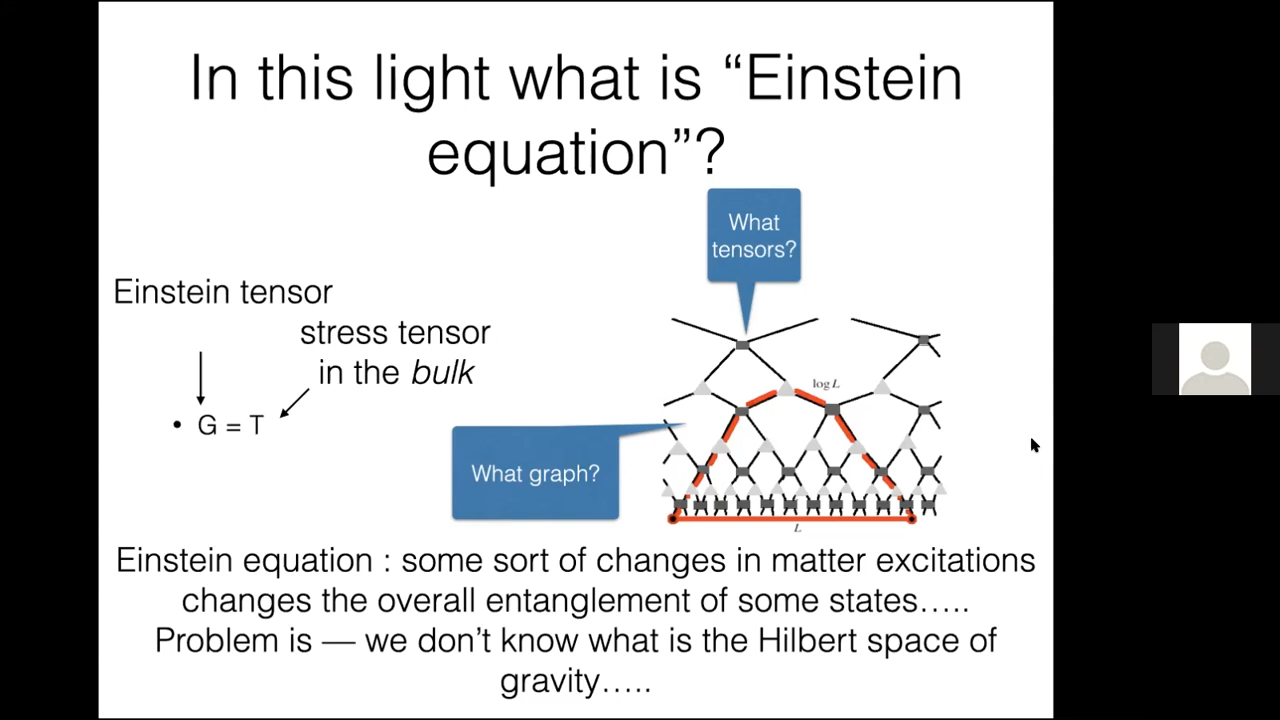 In this light what is “Einstein
equation”?
What
tensors?
Einstein tensor
stress tensor
in the bulk
• G = T
log L
What graph?
L
Einstein equation : some sort of changes in matter excitations
changes the overall entanglement of some states…..
Problem is — we don’t know what is the Hilbert space of
gravity…..